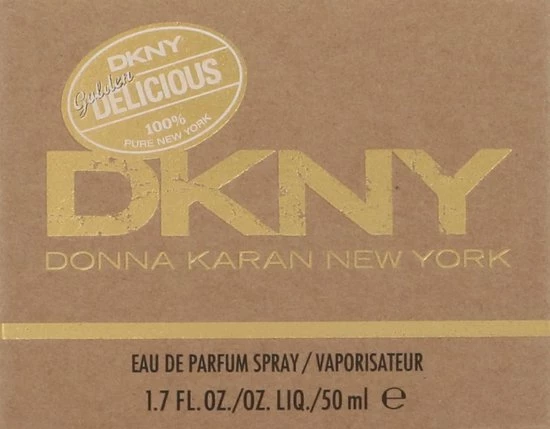 DKNY
Golden
DELICIOUS
100%
PURE NEW YORK
DKNY
DONNA KARAN NEW YORK
EAU DE PARFUM SPRAY / VAPORISATEUR
1.7 FL. OZ./OZ. LIQ./50 ml ℮